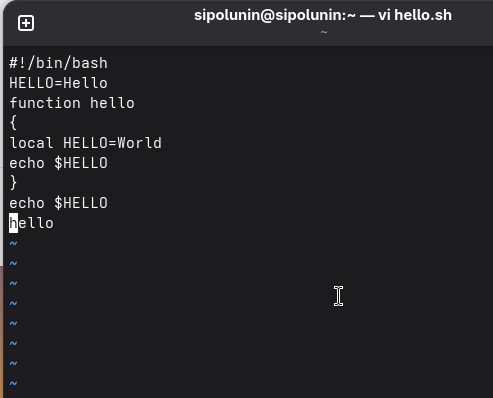 sipolunin@sipolunin:~ — vi hello.sh
~
#!/bin/bash
HELLO=Hello
function hello
{
local HELLO=World
echo $HELLO
}
echo $HELLO
hello
~
~
~
~
~
~
~
~